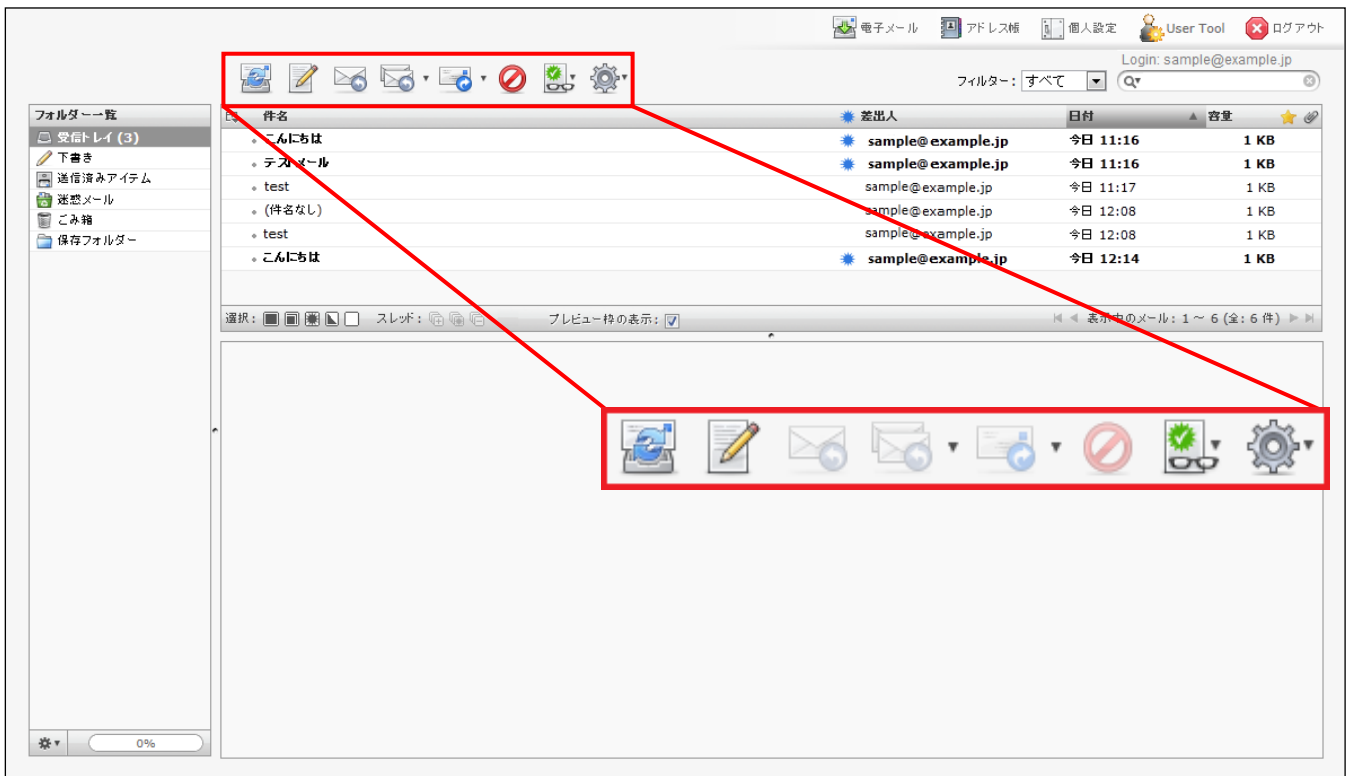 電子メール アドレス帳 個人設定 User Tool ログアウト
Login: sample@example.jp
フィルター: すべて
フォルダー一覧
受信トレイ (3)
下書き
送信済みアイテム
迷惑メール
ごみ箱
保存フォルダー
件名 差出人 日付 容量
こんにちは sample@example.jp 今日 11:16 1 KB
テストメール sample@example.jp 今日 11:16 1 KB
test sample@example.jp 今日 11:17 1 KB
(件名なし) sample@example.jp 今日 12:08 1 KB
test sample@example.jp 今日 12:08 1 KB
こんにちは sample@example.jp 今日 12:14 1 KB
選択: スレッド: プレビュー枠の表示: 表示中のメール: 1 ～ 6 (全: 6 件)
0%